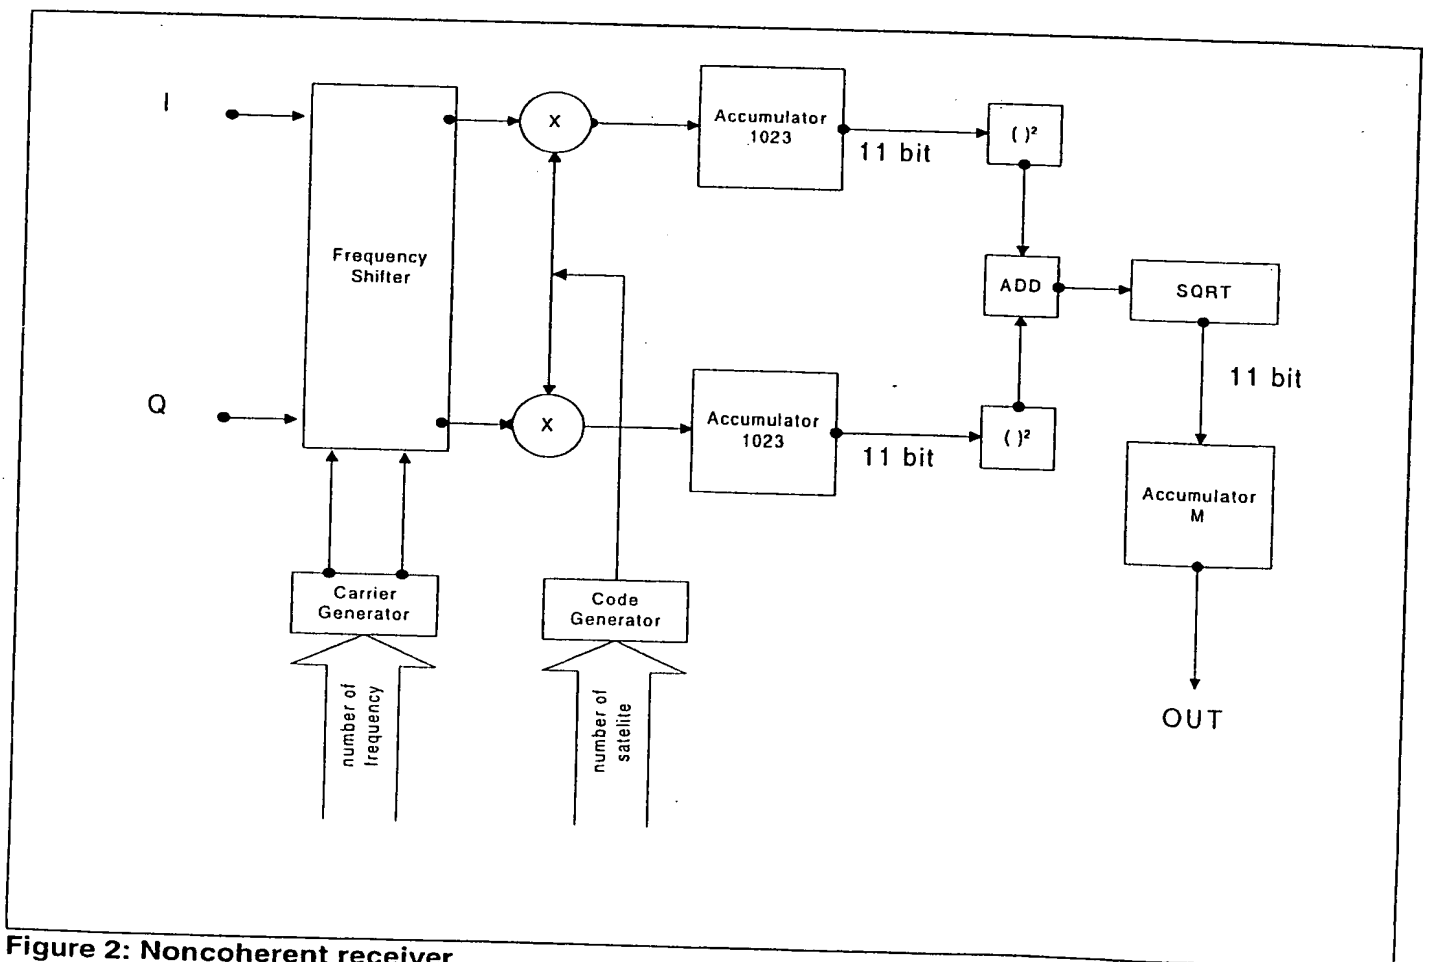 I
Q
Frequency
Shifter
X
X
Accumulator
1023
11 bit
( )²
Accumulator
1023
11 bit
( )²
ADD
SQRT
11 bit
Accumulator
M
OUT
Carrier
Generator
number of
frequency
Code
Generator
number of
satelite
Figure 2: Noncoherent receiver